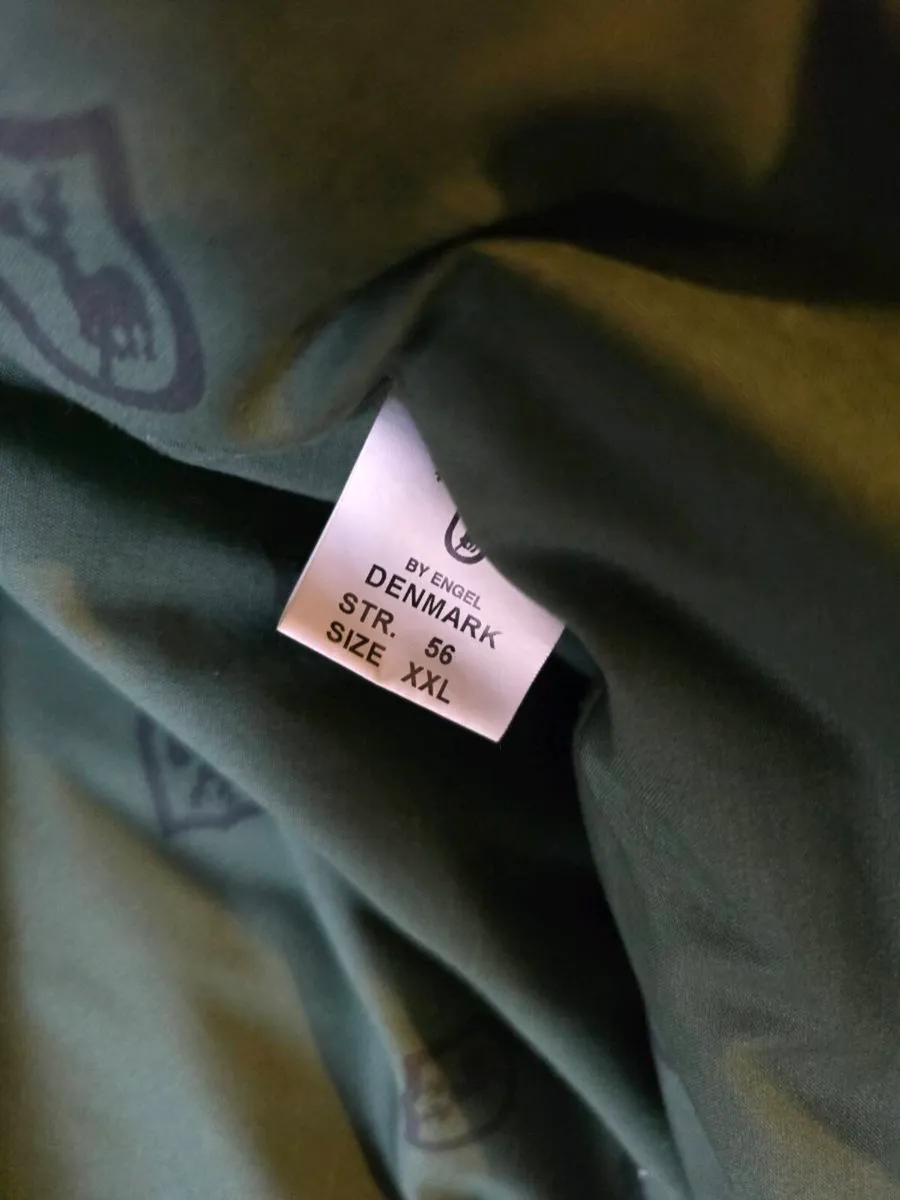 BY ENGEL
DENMARK
STR. 56
SIZE XXL